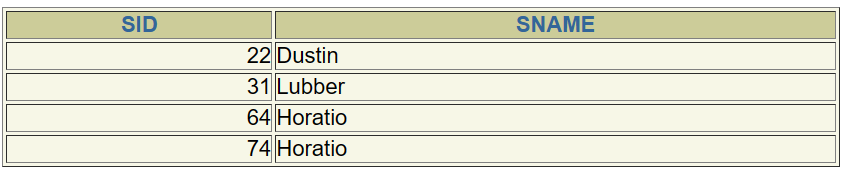 SID SNAME
22 Dustin
31 Lubber
64 Horatio
74 Horatio